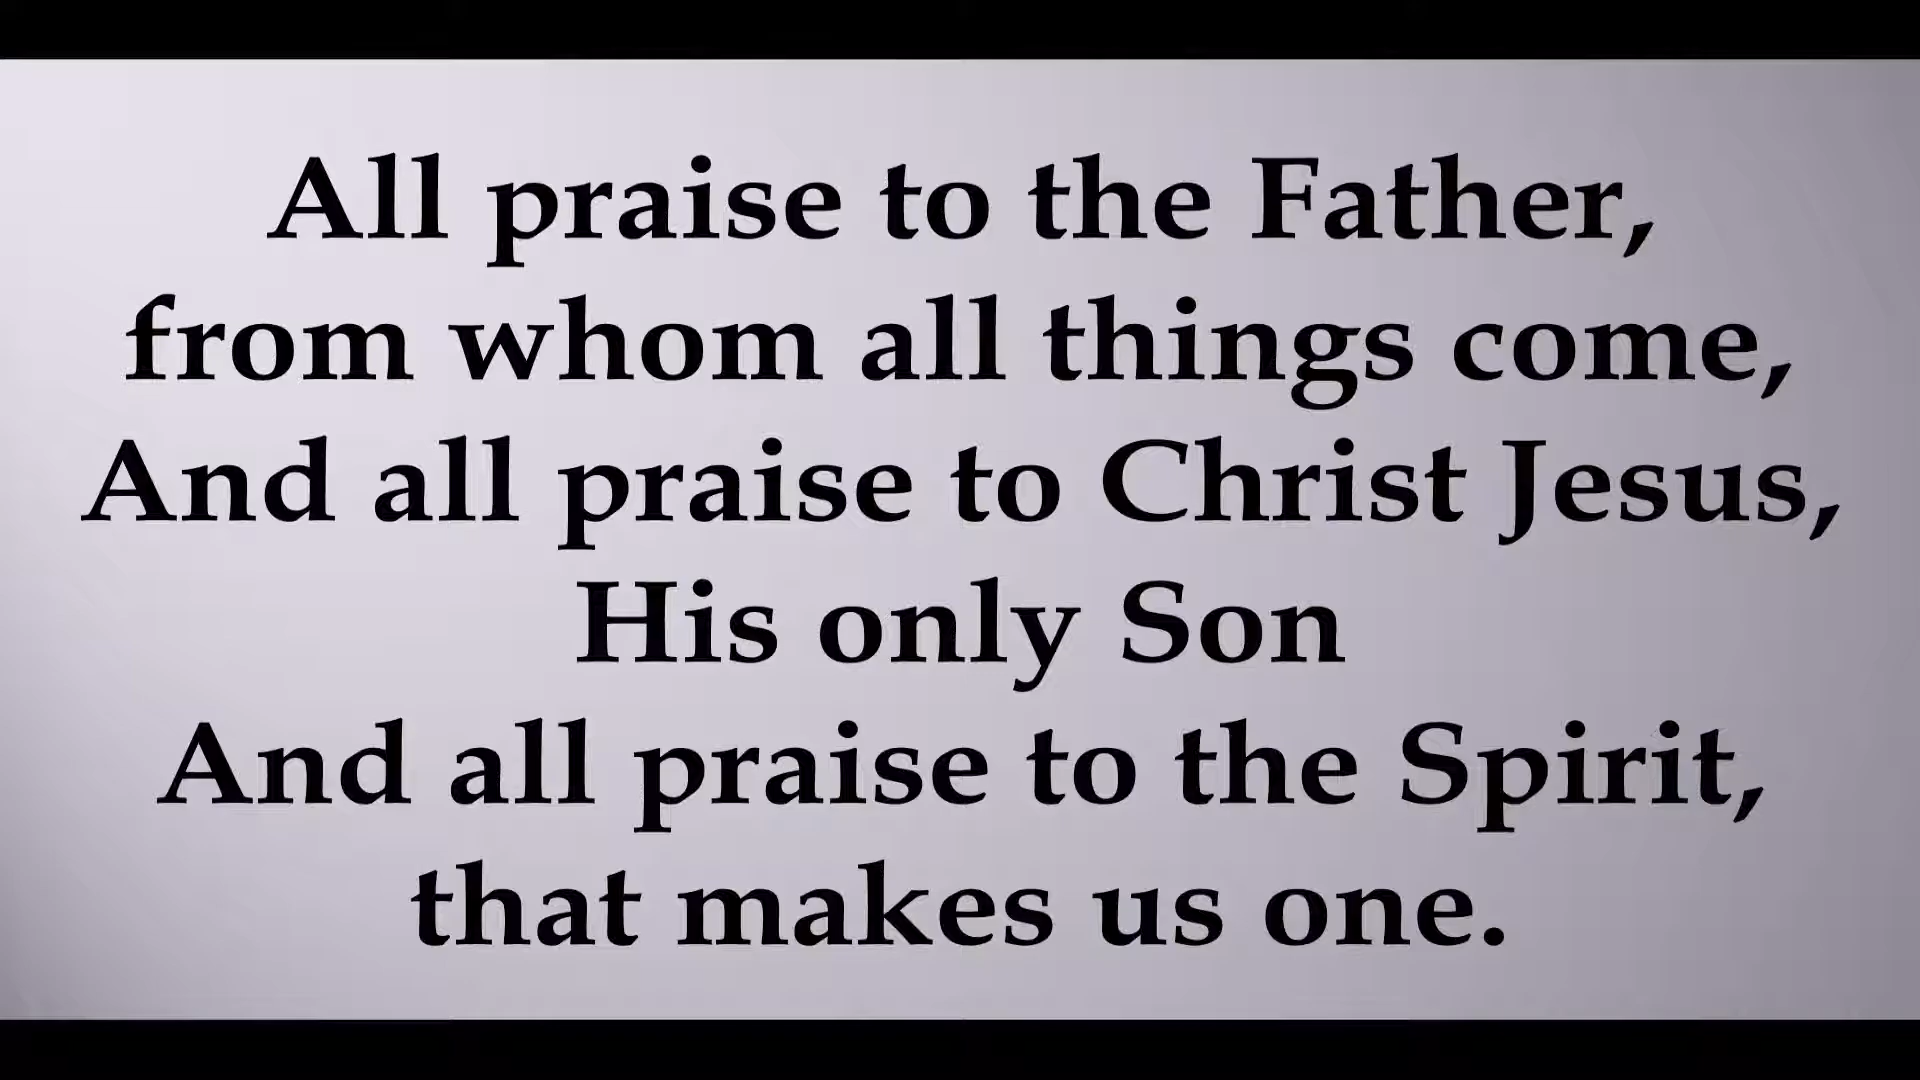 All praise to the Father,
from whom all things come,
And all praise to Christ Jesus,
His only Son
And all praise to the Spirit,
that makes us one.